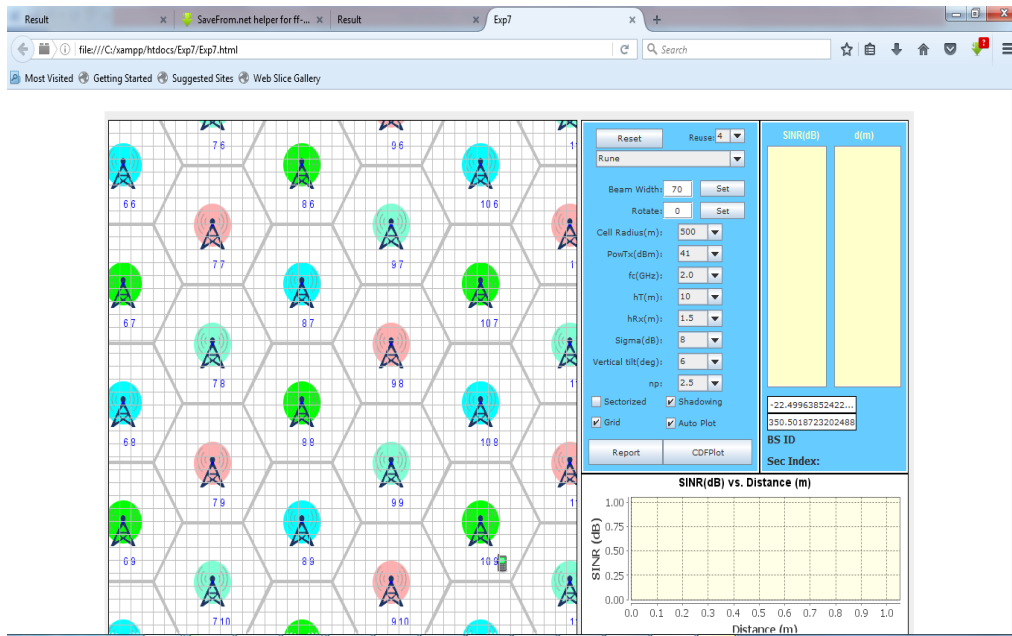 Result × SaveFrom.net helper for ff-... × Result × Exp7 × +
file:///C:/xampp/htdocs/Exp7/Exp7.html Search
Most Visited Getting Started Suggested Sites Web Slice Gallery
76 96
66 86 106
77 97
67 87 107
78 98
68 88 108
79 99
69 89 109
710 910
Reset Reuse: 4
Rune
Beam Width: 70 Set
Rotate: 0 Set
Cell Radius(m): 500
PowTx(dBm): 41
fc(GHz): 2.0
hT(m): 10
hRx(m): 1.5
Sigma(dB): 8
Vertical tilt(deg): 6
np: 2.5
Sectorized Shadowing
Grid Auto Plot
Report CDFPlot
SINR(dB) d(m)
-22.49963852422...
350.5018723202488
BS ID
Sec Index:
SINR(dB) vs. Distance (m)
SINR (dB)
1.00
0.75
0.50
0.25
0.00
0.0 0.1 0.2 0.3 0.4 0.5 0.6 0.7 0.8 0.9 1.0
Distance (m)